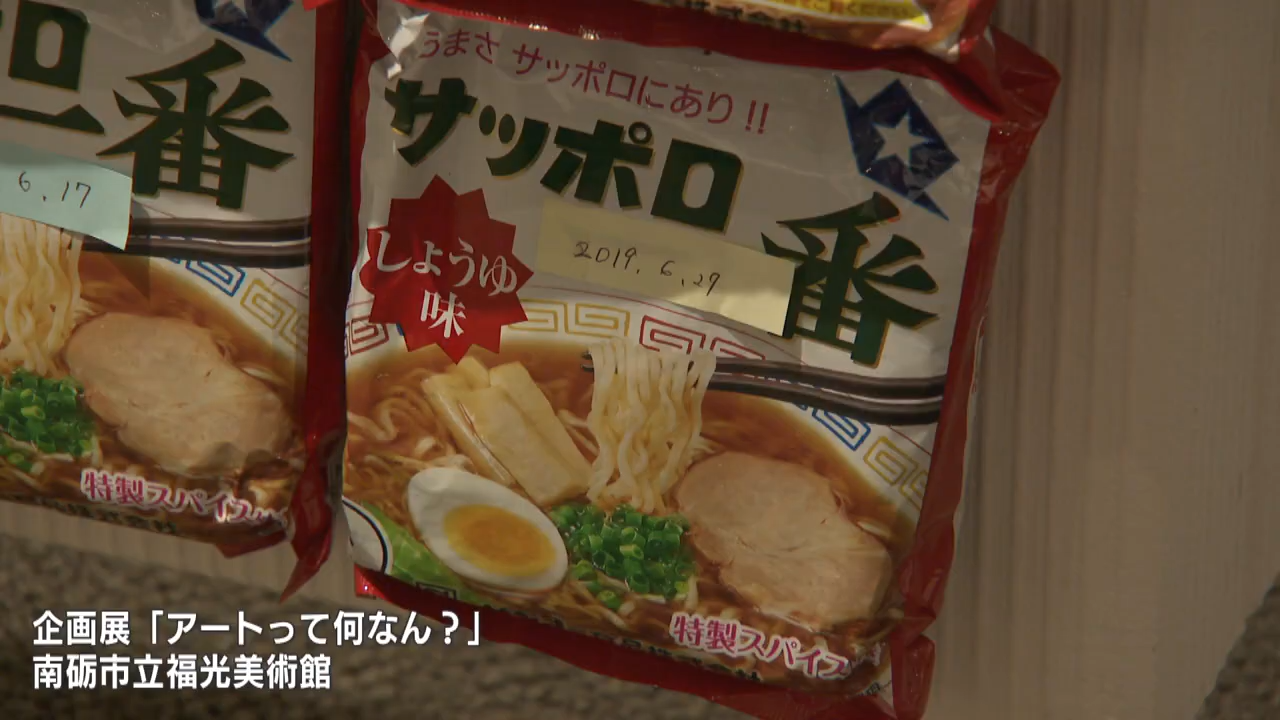 うまさ サッポロにあり!!
サッポロ
一番
しょうゆ
味
2019.6.27
特製スパイス
番
6.17
特製スパイス
企画展「アートって何なん？」
南砺市立福光美術館